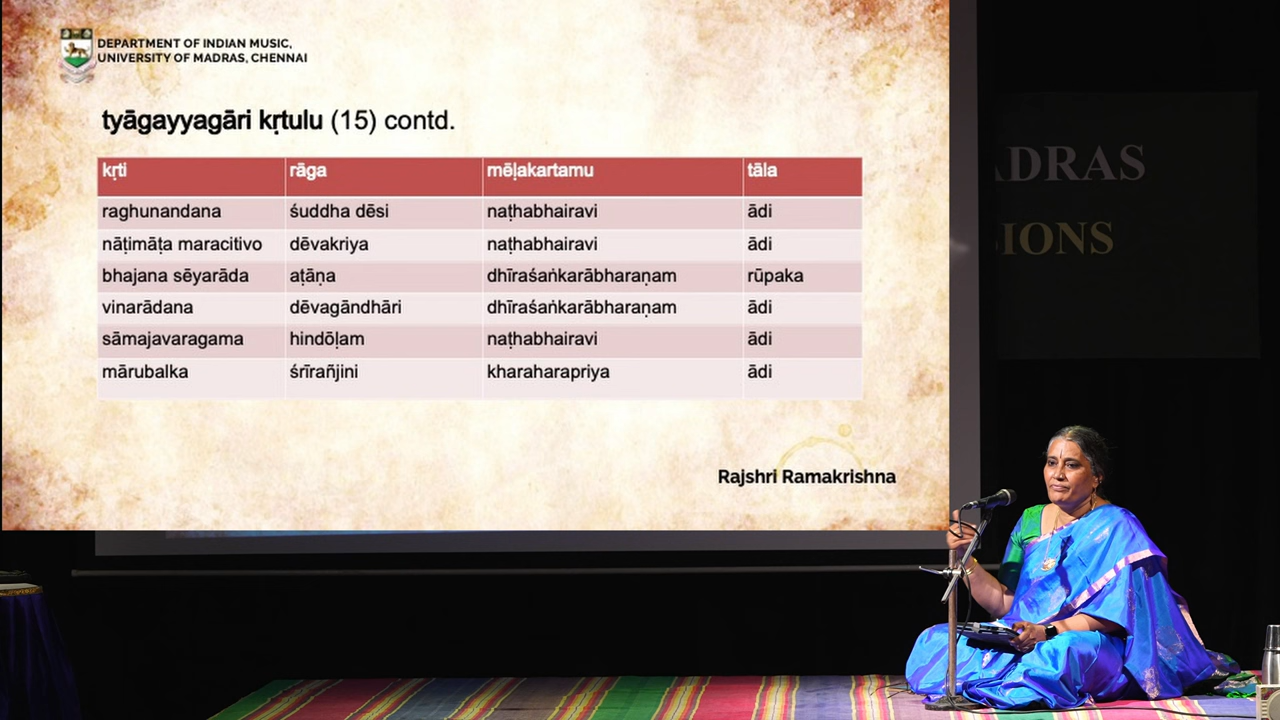 DEPARTMENT OF INDIAN MUSIC,
UNIVERSITY OF MADRAS, CHENNAI
tyāgayyagāri kṛtulu (15) contd.
kṛti rāga mēḷakartamu tāla
raghunandana śuddha dēsi naṭhabhairavi ādi
nāṭimāṭa maracitivo dēvakriya naṭhabhairavi ādi
bhajana sēyarāda aṭāṇa dhīraśaṅkarābharaṇam rūpaka
vinarādana dēvagāndhāri dhīraśaṅkarābharaṇam ādi
sāmajavaragama hindōḷam naṭhabhairavi ādi
mārubalka śrīrañjini kharaharapriya ādi
Rajshri Ramakrishna
ADRAS
SIONS